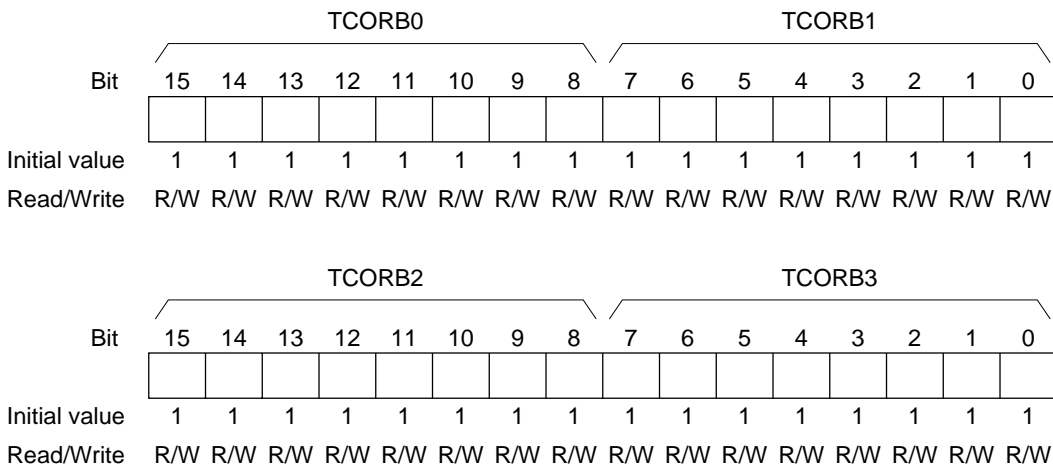 TCORB0 TCORB1
Bit 15 14 13 12 11 10 9 8 7 6 5 4 3 2 1 0
Initial value 1 1 1 1 1 1 1 1 1 1 1 1 1 1 1 1
Read/Write R/W R/W R/W R/W R/W R/W R/W R/W R/W R/W R/W R/W R/W R/W R/W R/W
TCORB2 TCORB3
Bit 15 14 13 12 11 10 9 8 7 6 5 4 3 2 1 0
Initial value 1 1 1 1 1 1 1 1 1 1 1 1 1 1 1 1
Read/Write R/W R/W R/W R/W R/W R/W R/W R/W R/W R/W R/W R/W R/W R/W R/W R/W